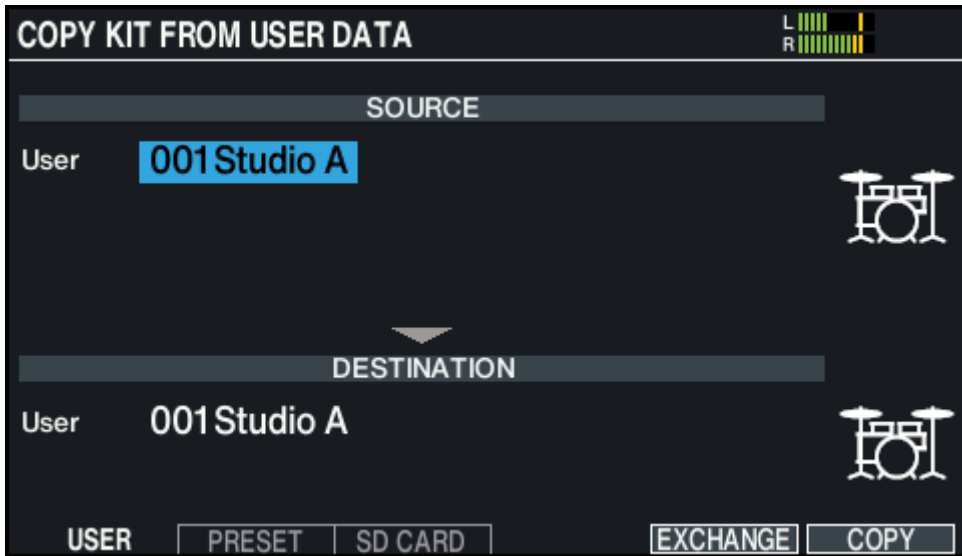 COPY KIT FROM USER DATA
L
R
SOURCE
User 001 Studio A
DESTINATION
User 001 Studio A
USER PRESET SD CARD EXCHANGE COPY